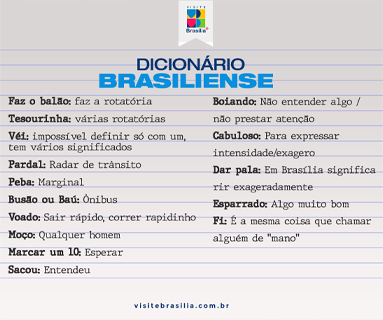 VISITE
Brasília
DICIONÁRIO
BRASILIENSE
Faz o balão: faz a rotatória
Tesourinha: várias rotatórias
Véi: impossível definir só com um,
tem vários significados
Pardal: Radar de trânsito
Peba: Marginal
Busão ou Baú: Ônibus
Voado: Sair rápido, correr rapidinho
Moço: Qualquer homem
Marcar um 10: Esperar
Sacou: Entendeu
Boiando: Não entender algo /
não prestar atenção
Cabuloso: Para expressar
intensidade/exagero
Dar pala: Em Brasília significa
rir exageradamente
Esparrado: Algo muito bom
Fi: É a mesma coisa que chamar
alguém de "mano"
visitebrasilia.com.br